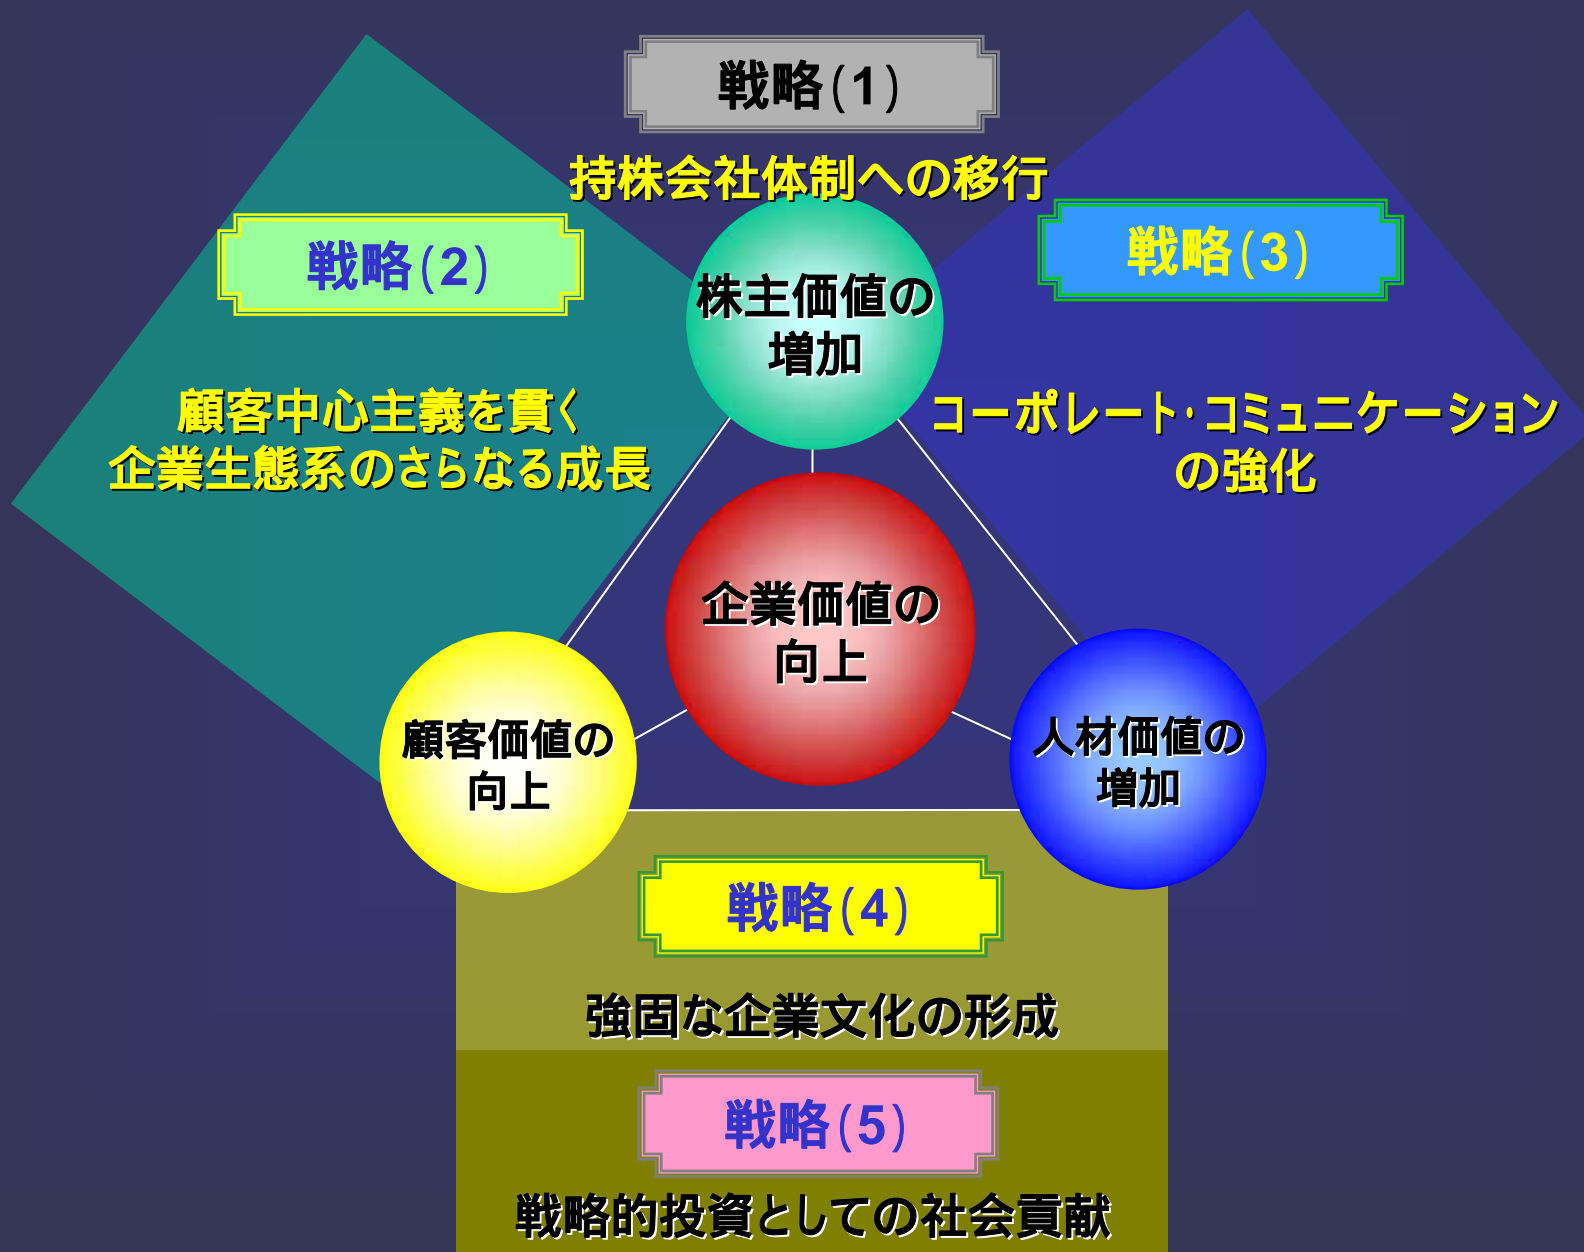 戦略(1)
持株会社体制への移行
戦略(2)
顧客中心主義を貫く
企業生態系のさらなる成長
戦略(3)
コーポレート・コミュニケーション
の強化
株主価値の
増加
企業価値の
向上
顧客価値の
向上
人材価値の
増加
戦略(4)
強固な企業文化の形成
戦略(5)
戦略的投資としての社会貢献